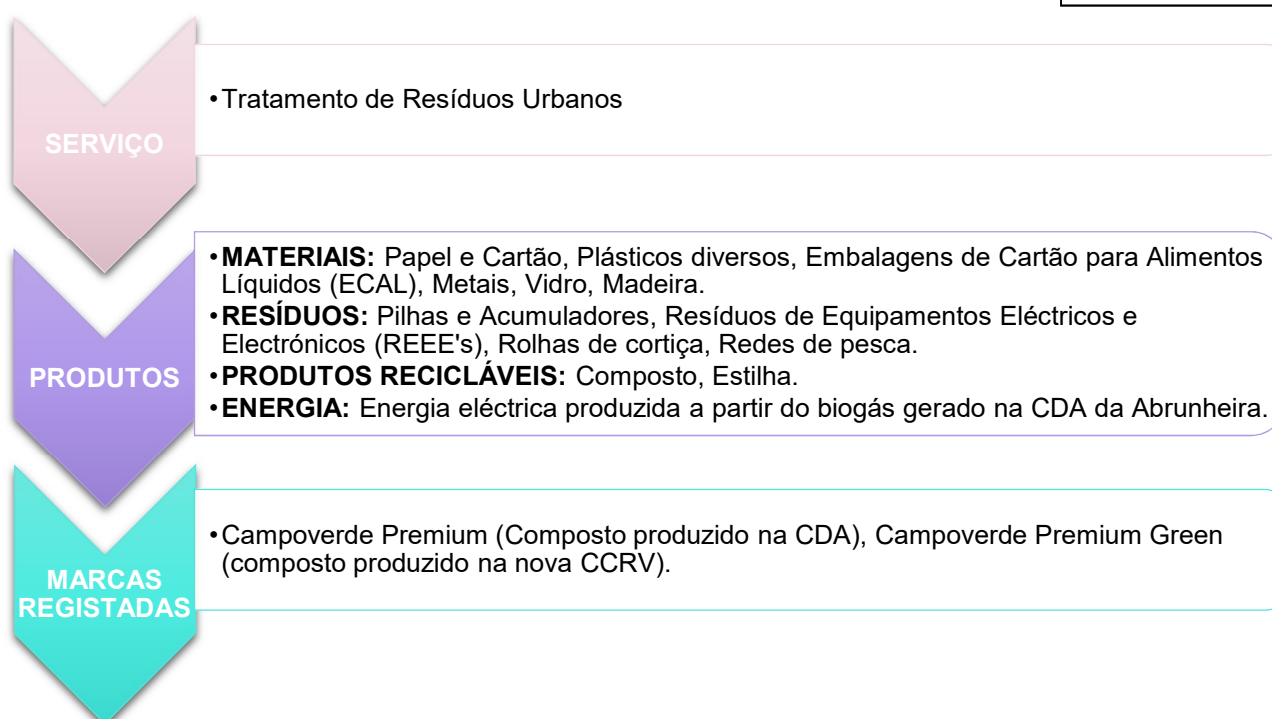 SERVIÇO
•Tratamento de Resíduos Urbanos
PRODUTOS
•MATERIAIS: Papel e Cartão, Plásticos diversos, Embalagens de Cartão para Alimentos
Líquidos (ECAL), Metais, Vidro, Madeira.
•RESÍDUOS: Pilhas e Acumuladores, Resíduos de Equipamentos Eléctricos e
Electrónicos (REEE's), Rolhas de cortiça, Redes de pesca.
•PRODUTOS RECICLÁVEIS: Composto, Estilha.
•ENERGIA: Energia eléctrica produzida a partir do biogás gerado na CDA da Abrunheira.
MARCAS
REGISTADAS
•Campoverde Premium (Composto produzido na CDA), Campoverde Premium Green
(composto produzido na nova CCRV).